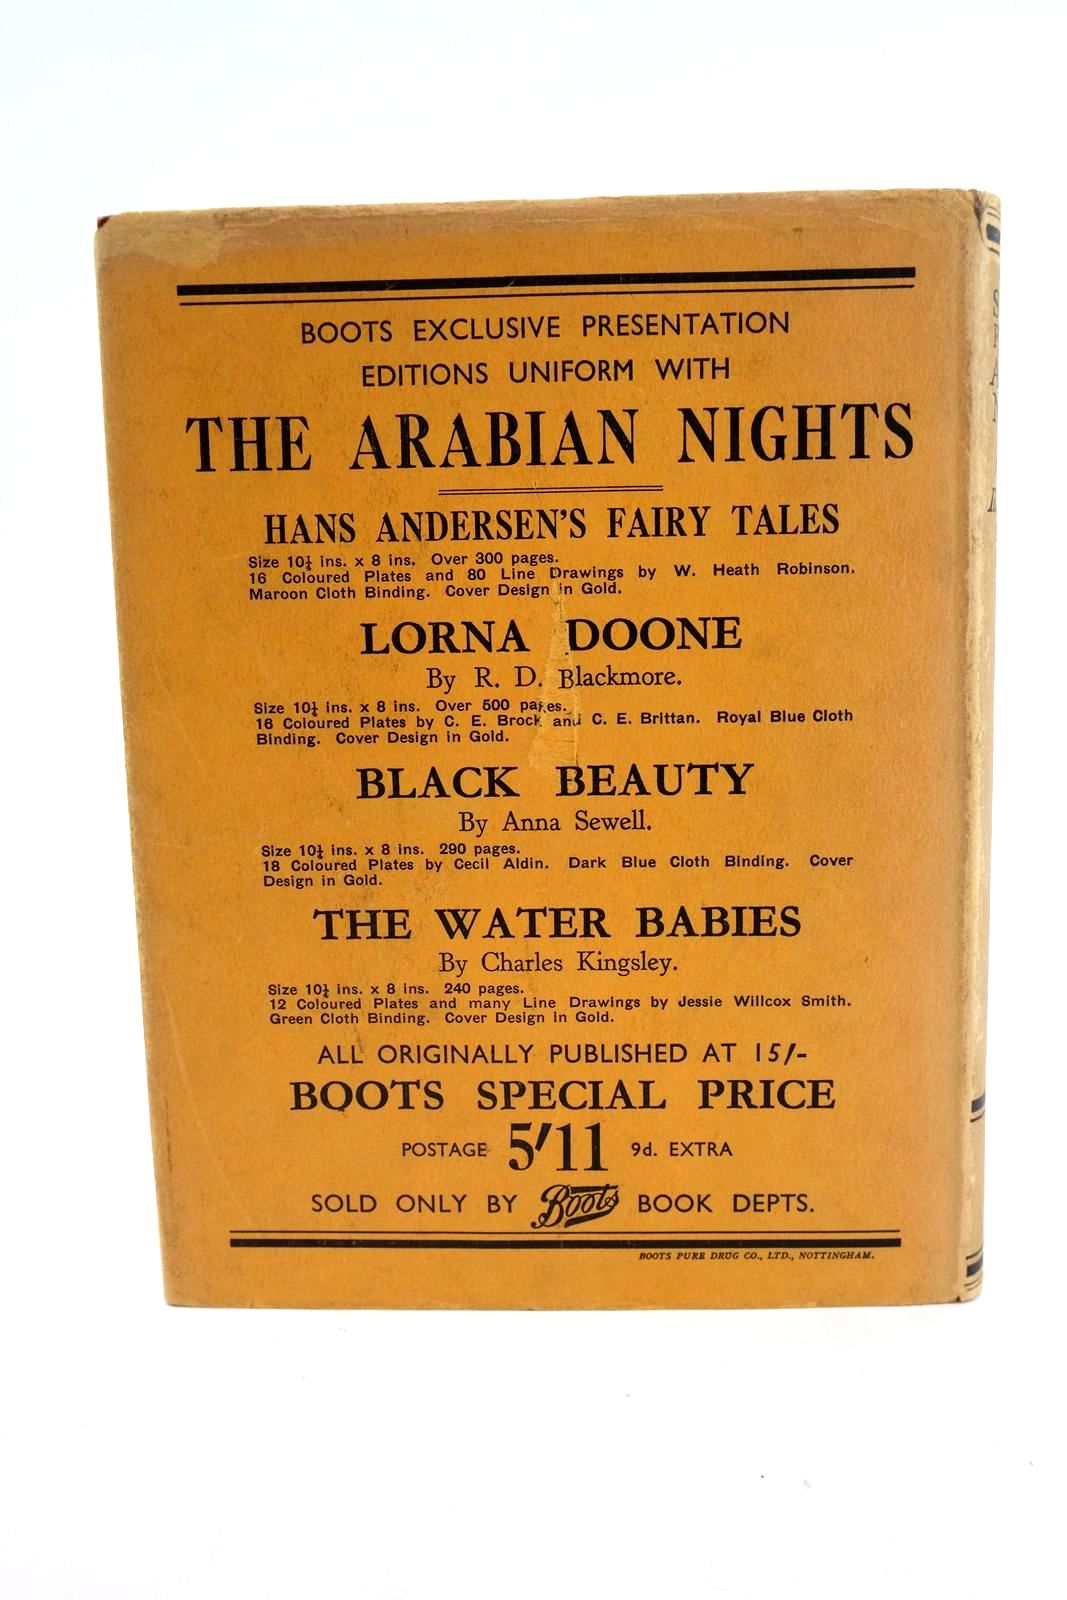 BOOTS EXCLUSIVE PRESENTATION
EDITIONS UNIFORM WITH
THE ARABIAN NIGHTS
HANS ANDERSEN'S FAIRY TALES
Size 10¼ ins. x 8 ins. Over 300 pages.
16 Coloured Plates and 80 Line Drawings by W. Heath Robinson.
Maroon Cloth Binding. Cover Design in Gold.
LORNA DOONE
By R. D. Blackmore.
Size 10¼ ins. x 8 ins. Over 500 pages.
16 Coloured Plates by C. E. Brock and C. E. Brittan. Royal Blue Cloth
Binding. Cover Design in Gold.
BLACK BEAUTY
By Anna Sewell.
Size 10¼ ins. x 8 ins. 290 pages.
18 Coloured Plates by Cecil Aldin. Dark Blue Cloth Binding. Cover
Design in Gold.
THE WATER BABIES
By Charles Kingsley.
Size 10¼ ins. x 8 ins. 240 pages.
12 Coloured Plates and many Line Drawings by Jessie Willcox Smith.
Green Cloth Binding. Cover Design in Gold.
ALL ORIGINALLY PUBLISHED AT 15/-
BOOTS SPECIAL PRICE
POSTAGE 5'11 9d. EXTRA
SOLD ONLY BY Boots BOOK DEPTS.
BOOTS PURE DRUG CO., LTD., NOTTINGHAM.